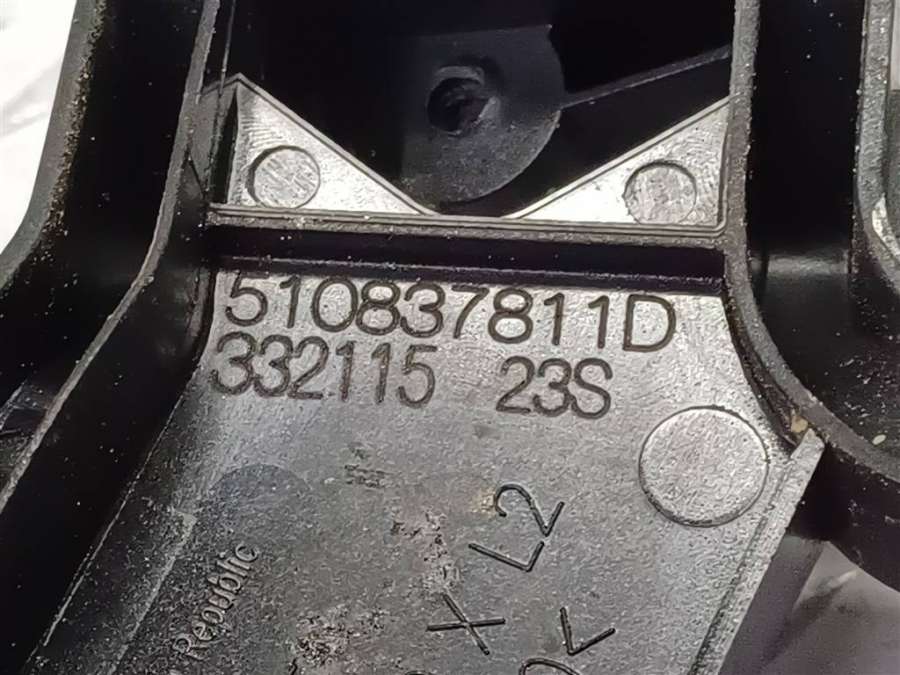 510837811D
332115 23S
X L2
Republic